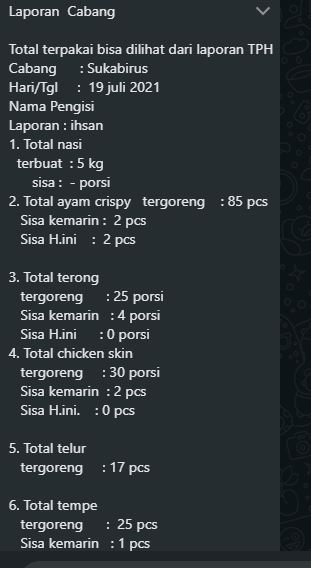 Laporan Cabang
Total terpakai bisa dilihat dari laporan TPH
Cabang : Sukabirus
Hari/Tgl : 19 juli 2021
Nama Pengisi
Laporan : ihsan
1. Total nasi
terbuat : 5 kg
sisa : - porsi
2. Total ayam crispy tergoreng : 85 pcs
Sisa kemarin : 2 pcs
Sisa H.ini : 2 pcs
3. Total terong
tergoreng : 25 porsi
Sisa kemarin : 4 porsi
Sisa H.ini : 0 porsi
4. Total chicken skin
tergoreng : 30 porsi
Sisa kemarin : 2 pcs
Sisa H.ini. : 0 pcs
5. Total telur
tergoreng : 17 pcs
6. Total tempe
tergoreng : 25 pcs
Sisa kemarin : 1 pcs